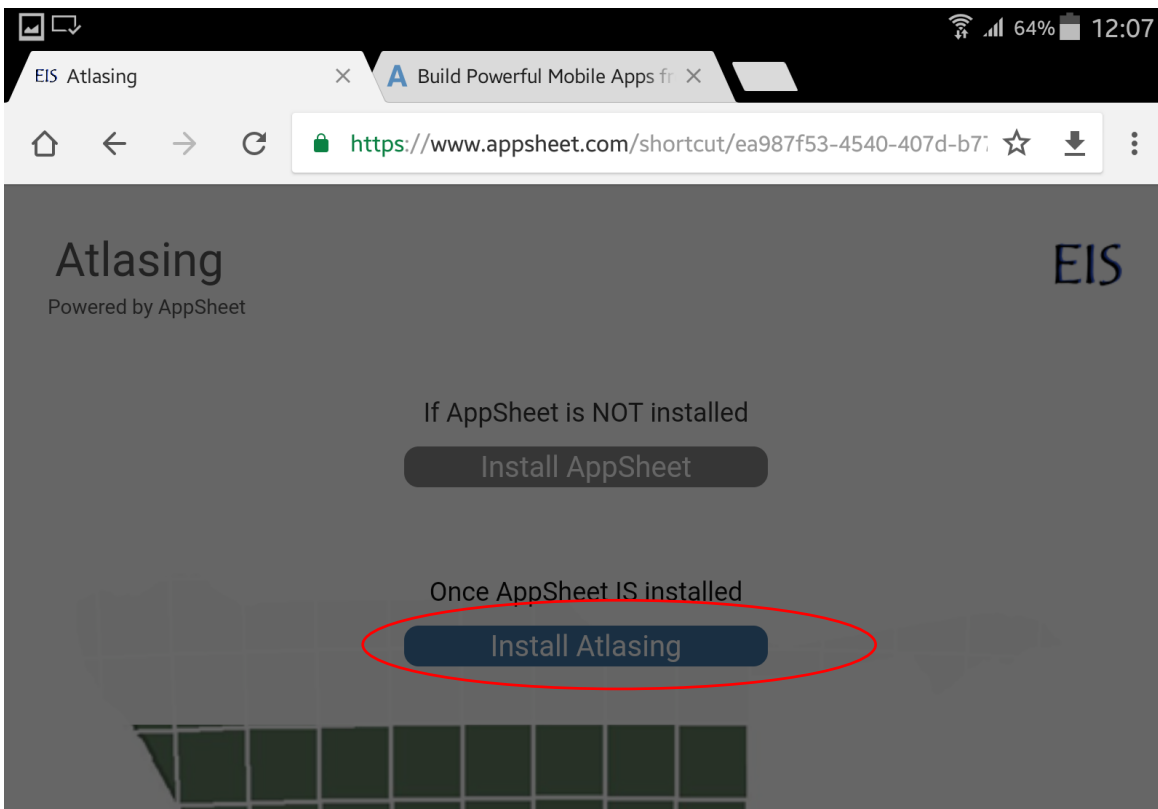 64% 12:07
EIS Atlasing
A Build Powerful Mobile Apps fr
https://www.appsheet.com/shortcut/ea987f53-4540-407d-b77
Atlasing
EIS
Powered by AppSheet
If AppSheet is NOT installed
Install AppSheet
Once AppSheet IS installed
Install Atlasing